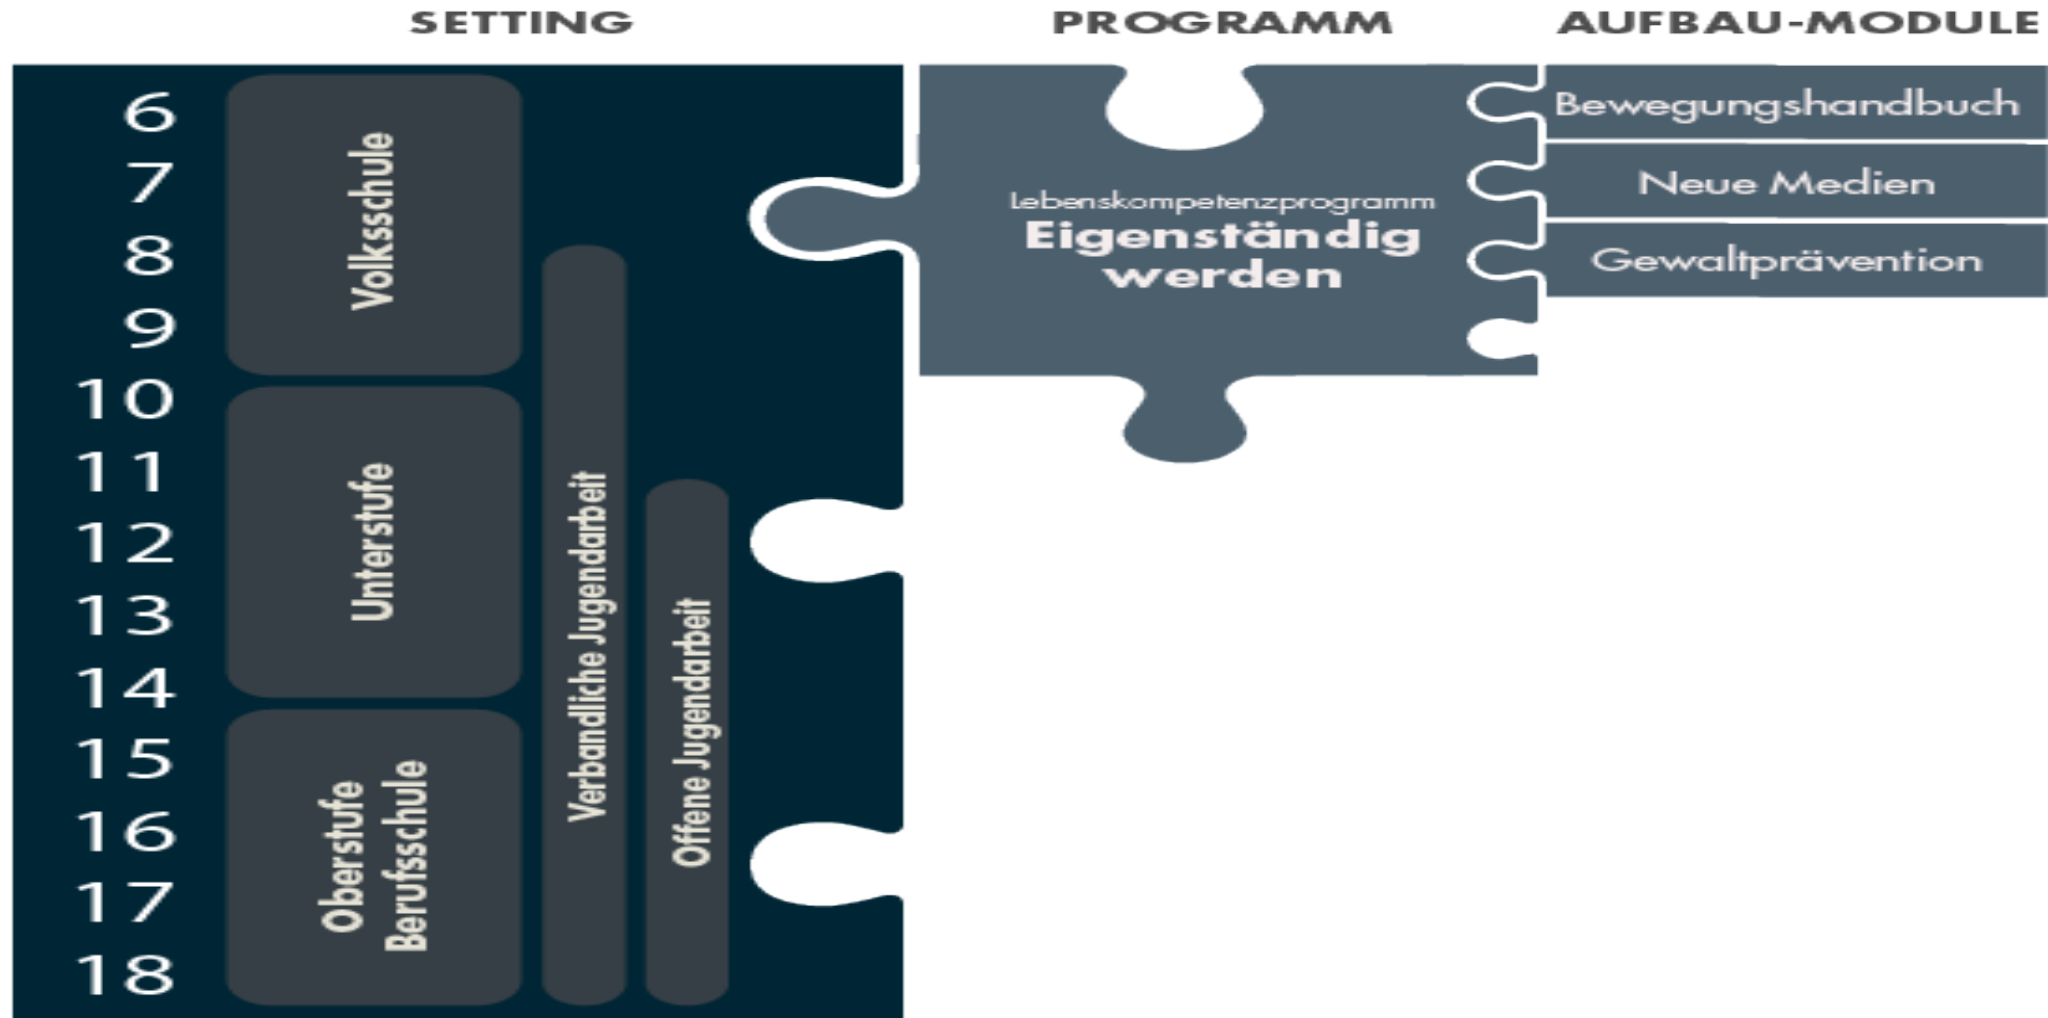 SETTING
PROGRAMM
AUFBAU-MODULE
6
7
8
9
10
11
12
13
14
15
16
17
18
Volksschule
Unterstufe
Oberstufe
Berufsschule
Verbandliche Jugendarbeit
Offene Jugendarbeit
Lebenskompetenzprogramm
Eigenständig
werden
Bewegungshandbuch
Neue Medien
Gewaltprävention